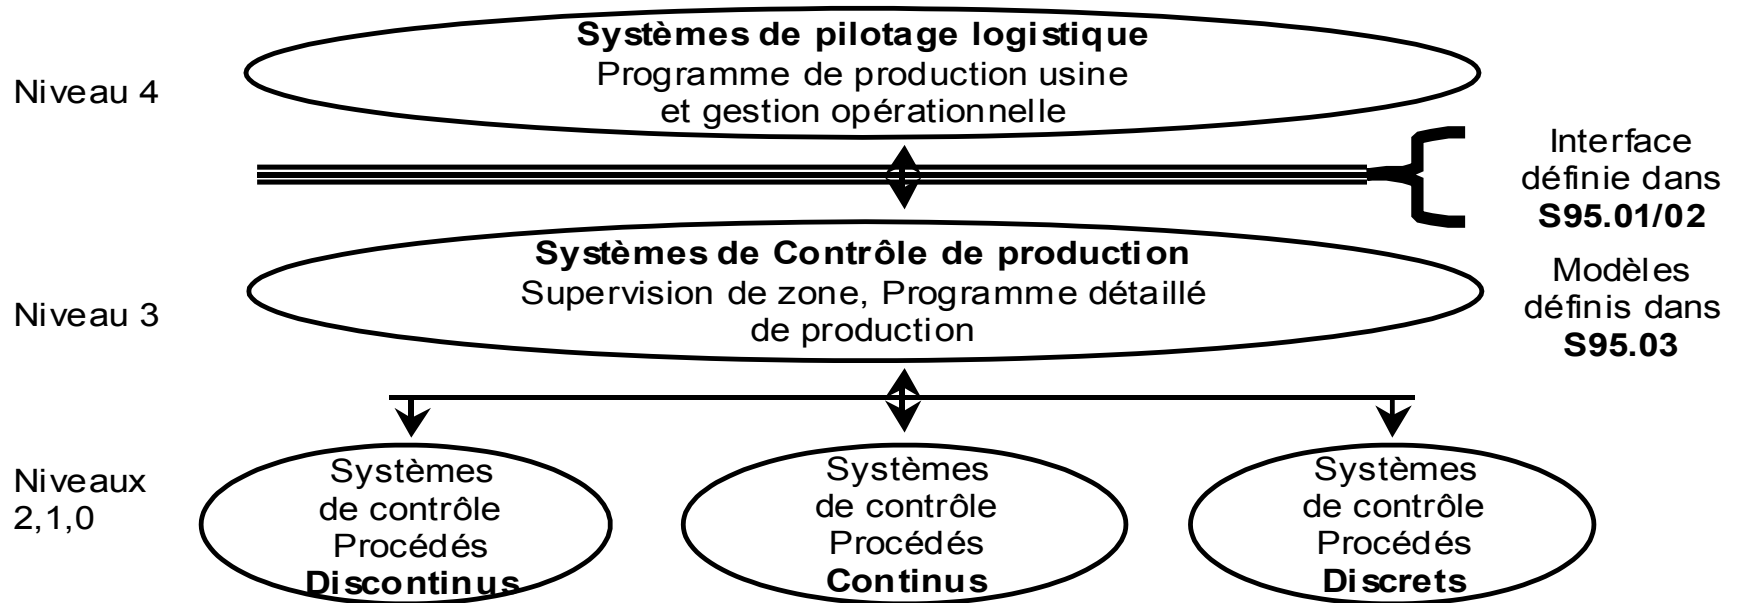 Systèmes de pilotage logistique
Programme de production usine
et gestion opérationnelle
Niveau 4
Interface
définie dans
S95.01/02
Systèmes de Contrôle de production
Supervision de zone, Programme détaillé
de production
Niveau 3
Modèles
définis dans
S95.03
Niveaux
2,1,0
Systèmes
de contrôle
Procédés
Discontinus
Systèmes
de contrôle
Procédés
Continus
Systèmes
de contrôle
Procédés
Discrets